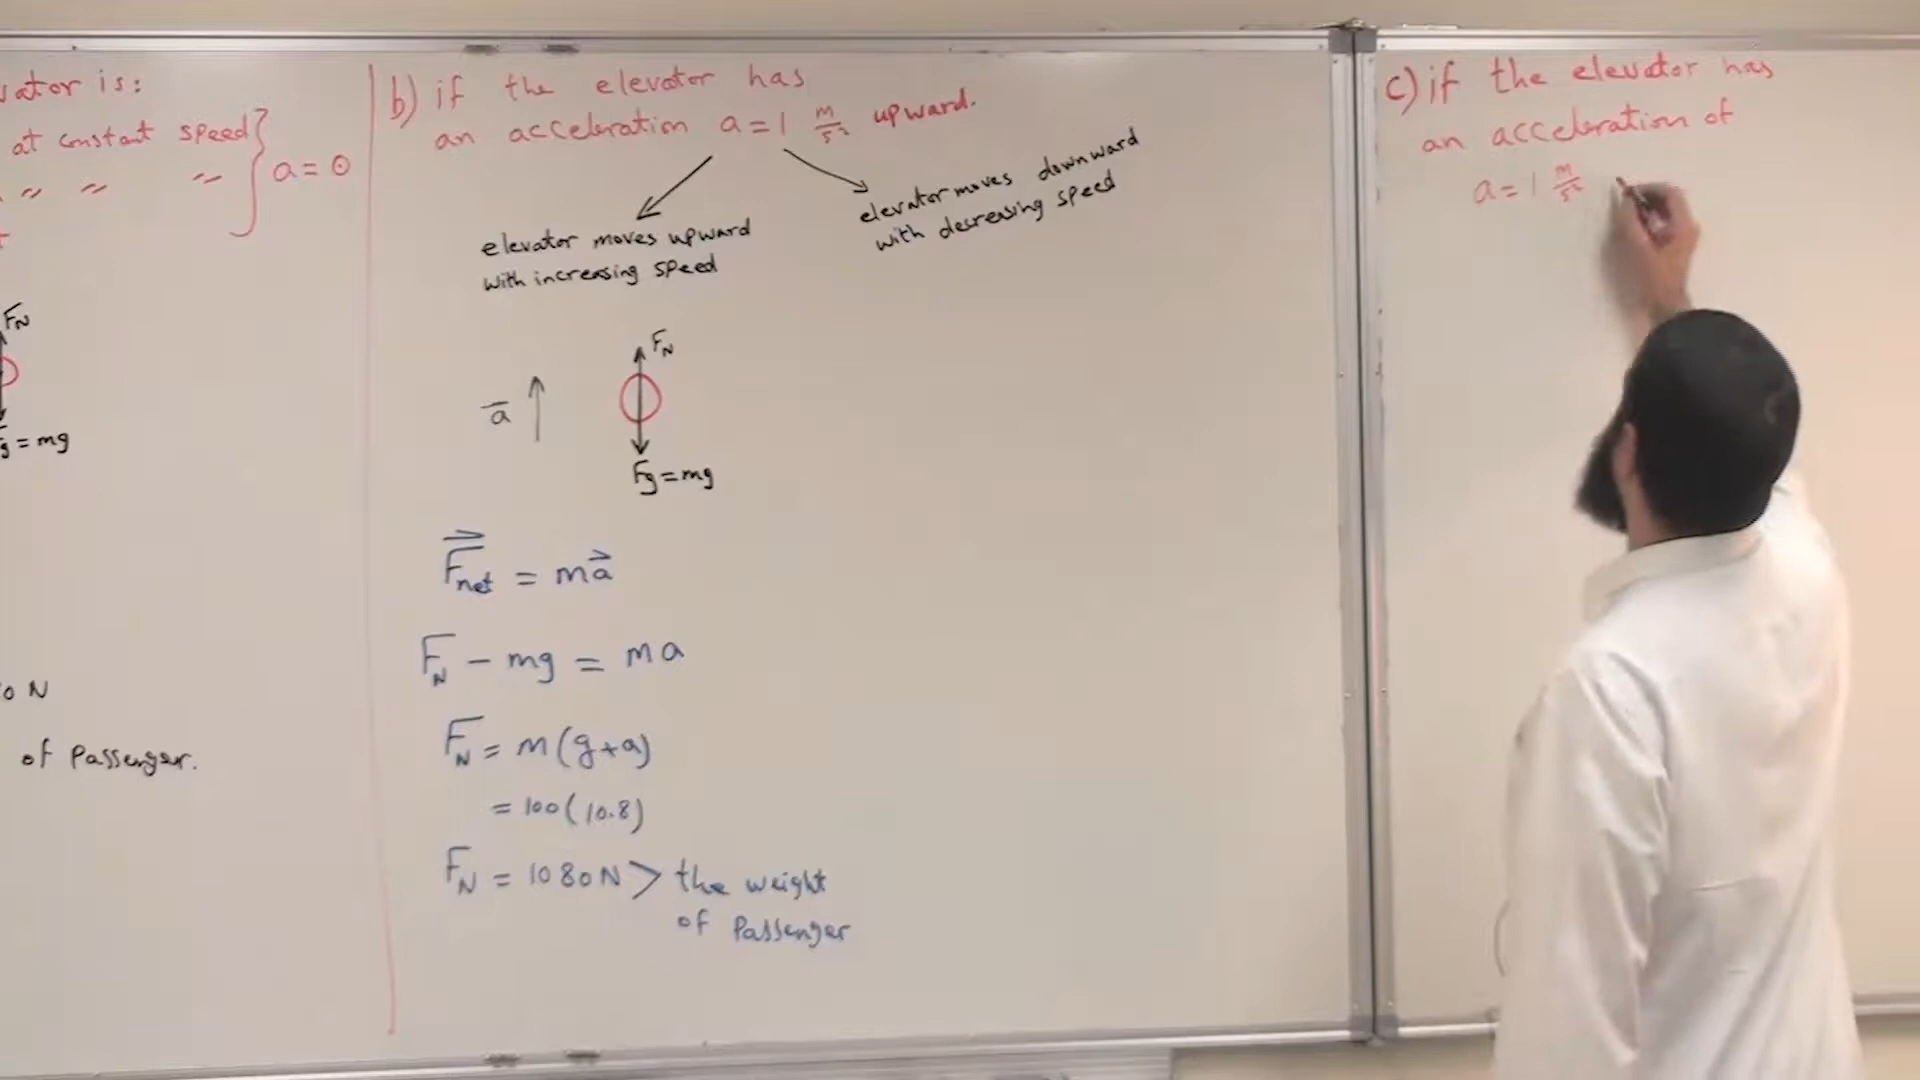 vator is:
at constant speed
〃 〃 〃
a = 0
FN
g = mg
0 N
of Passenger.
b) if the elevator has
an acceleration a = 1 m/s² upward.
elevator moves upward
with increasing speed
elevator moves downward
with decreasing speed
a
FN
Fg = mg
Fnet = ma
FN - mg = ma
FN = m(g+a)
= 100(10.8)
FN = 1080N > the weight
of Passenger
c) if the elevator has
an acceleration of
a = 1 m/s²